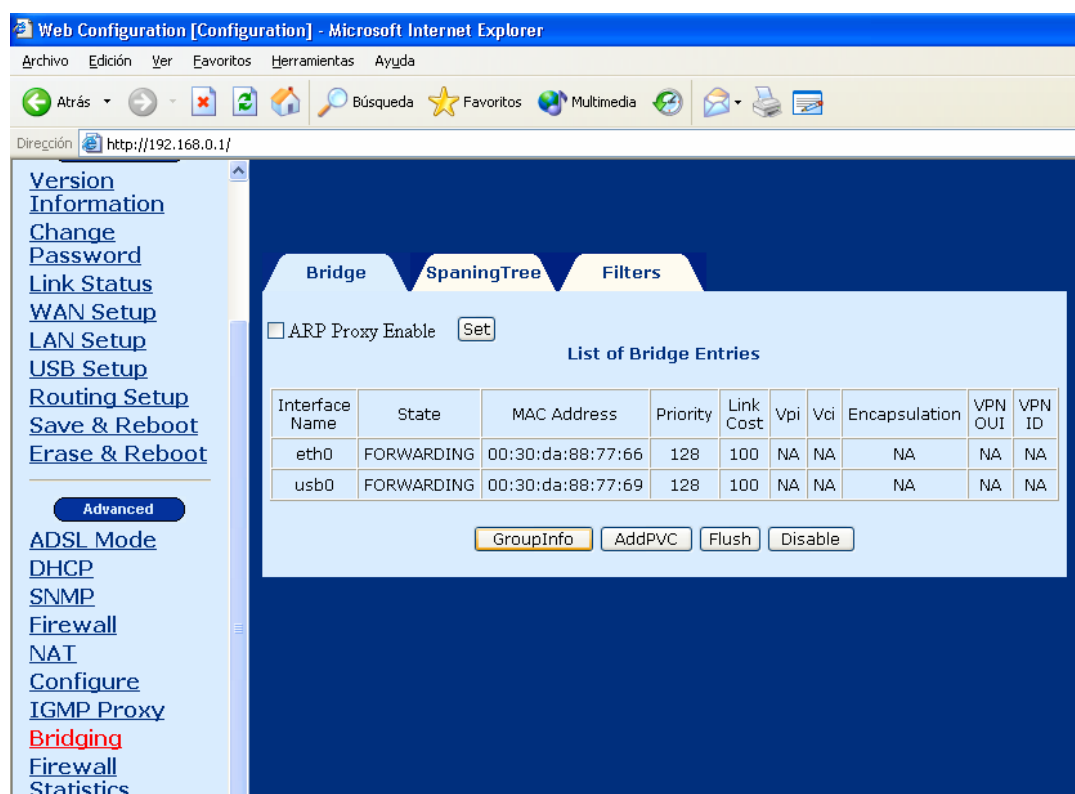 Web Configuration [Configuration] - Microsoft Internet Explorer
Archivo Edición Ver Favoritos Herramientas Ayuda
Atrás Búsqueda Favoritos Multimedia
Dirección http://192.168.0.1/
Version
Information
Change
Password
Link Status
WAN Setup
LAN Setup
USB Setup
Routing Setup
Save & Reboot
Erase & Reboot
Advanced
ADSL Mode
DHCP
SNMP
Firewall
NAT
Configure
IGMP Proxy
Bridging
Firewall
Statistics
Bridge SpaningTree Filters
ARP Proxy Enable Set
List of Bridge Entries
Interface Name State MAC Address Priority Link Cost Vpi Vci Encapsulation VPN OUI VPN ID
eth0 FORWARDING 00:30:da:88:77:66 128 100 NA NA NA NA NA
usb0 FORWARDING 00:30:da:88:77:69 128 100 NA NA NA NA NA
GroupInfo AddPVC Flush Disable